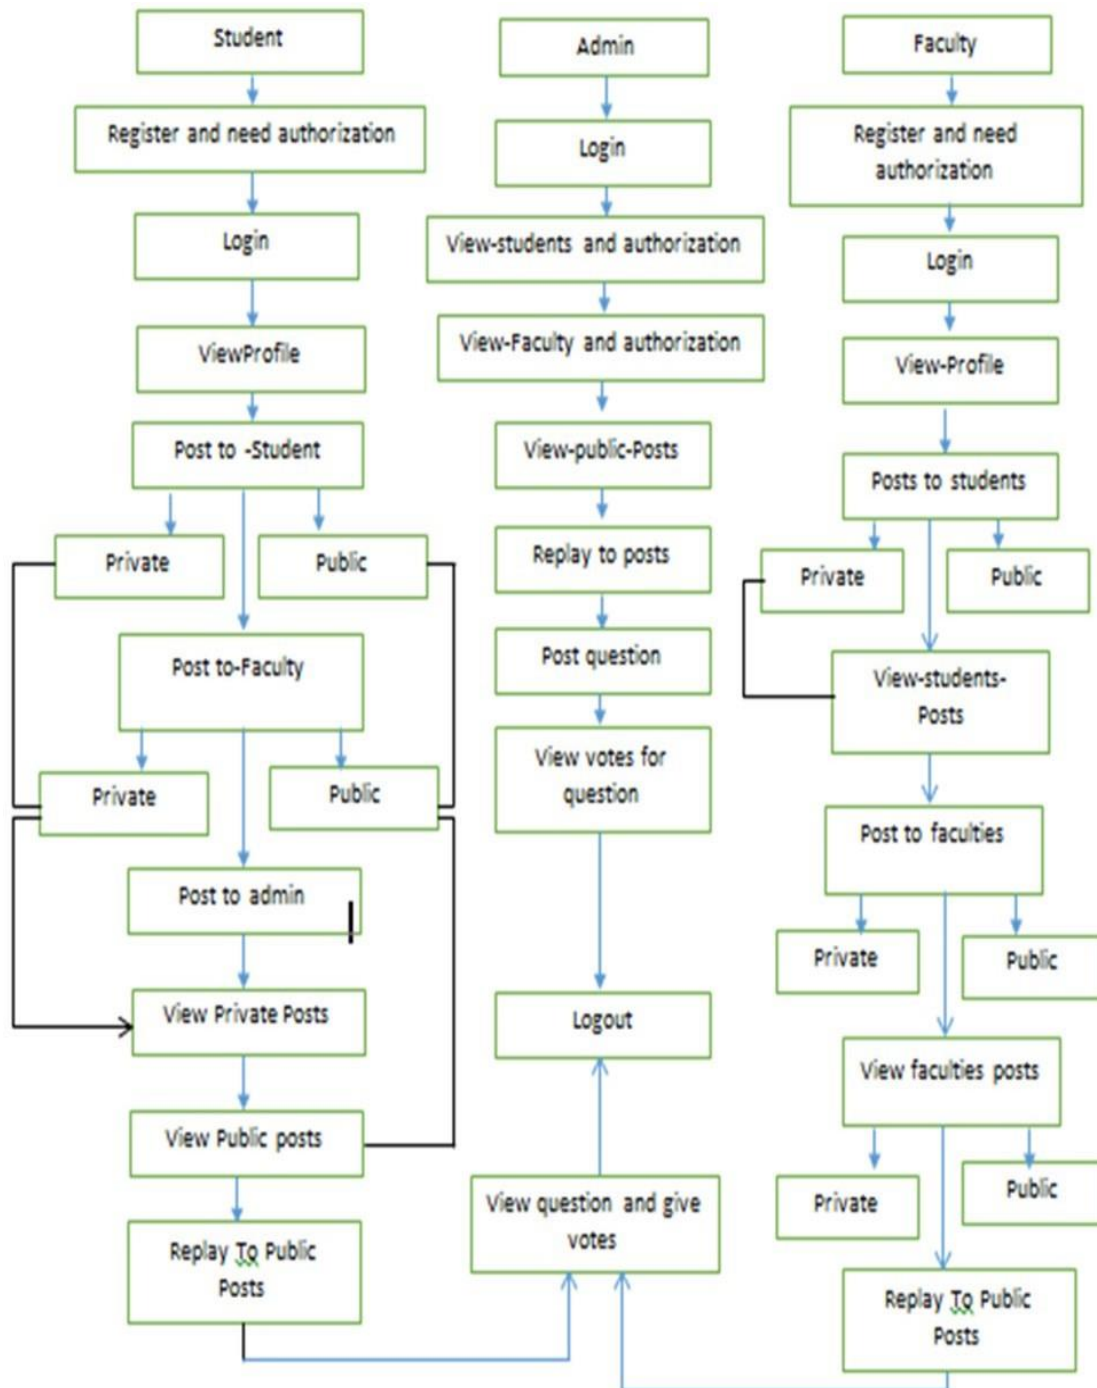 Student
Register and need authorization
Login
ViewProfile
Post to -Student
Private
Public
Post to-Faculty
Private
Public
Post to admin
View Private Posts
View Public posts
Replay To Public
Posts
Admin
Login
View-students and authorization
View-Faculty and authorization
View-public-Posts
Replay to posts
Post question
View votes for
question
Logout
View question and give
votes
Faculty
Register and need
authorization
Login
View-Profile
Posts to students
Private
Public
View-students-
Posts
Post to faculties
Private
Public
View faculties posts
Private
Public
Replay To Public
Posts